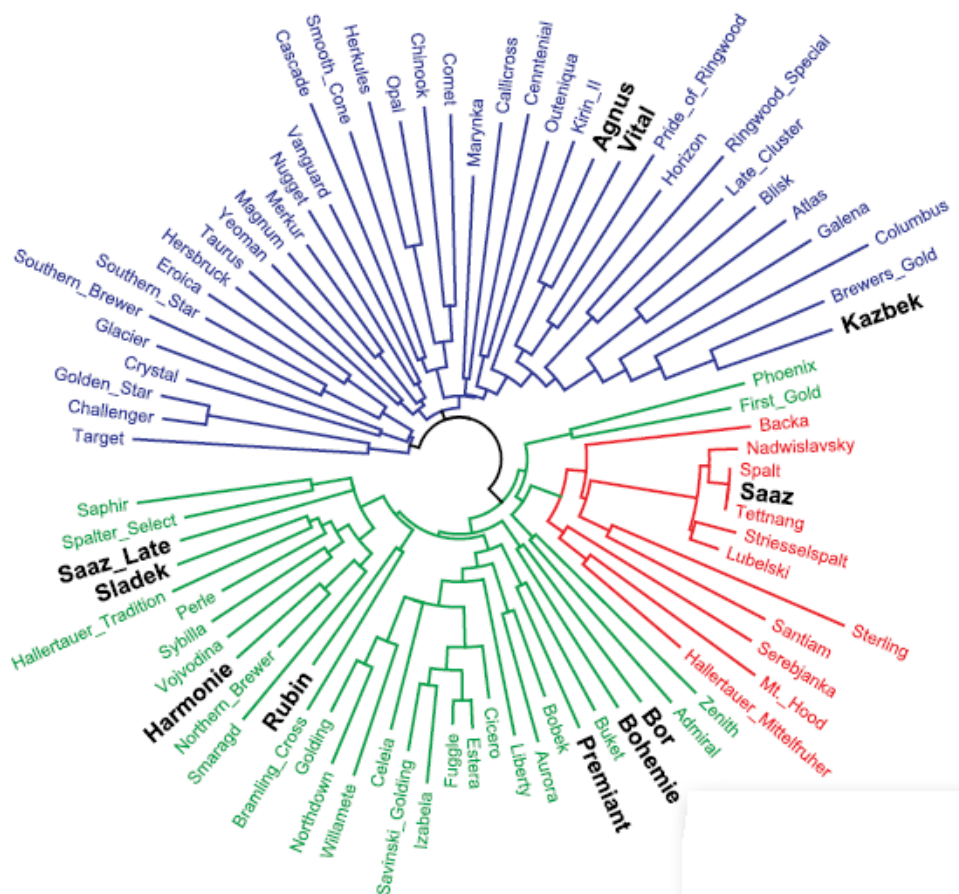 Target
Challenger
Golden_Star
Crystal
Glacier
Southern_Brewer
Southern_Star
Eroica
Hersbruck
Taurus
Yeoman
Magnum
Merkur
Nugget
Vanguard
Cascade
Smooth_Cone
Herkules
Opal
Chinook
Comet
Marynka
Callicross
Cenntenial
Outeniqua
Kirin_II
Agnus
Vital
Pride_of_Ringwood
Horizon
Ringwood_Special
Late_Cluster
Blisk
Atlas
Galena
Columbus
Brewers_Gold
Kazbek
Phoenix
First_Gold
Backa
Nadwislavsky
Spalt
Saaz
Tettnang
Striesselspalt
Lubelski
Sterling
Santiam
Serebjanka
Mt._Hood
Hallertauer_Mittelfruher
Zenith
Admiral
Bor
Bohemie
Buket
Premiant
Bobek
Aurora
Liberty
Cicero
Estera
Fuggle
Izabela
Savinski_Golding
Celeia
Willamete
Northdown
Golding
Bramling_Cross
Rubin
Smaragd
Northern_Brewer
Harmonie
Vojvodina
Sybilla
Perle
Hallertauer_Tradition
Sladek
Saaz_Late
Spalter_Select
Saphir